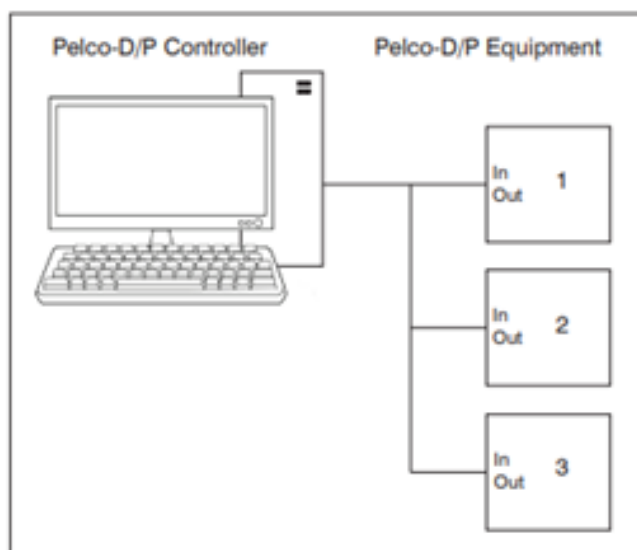 Pelco-D/P Controller
Pelco-D/P Equipment
In
Out
1
In
Out
2
In
Out
3